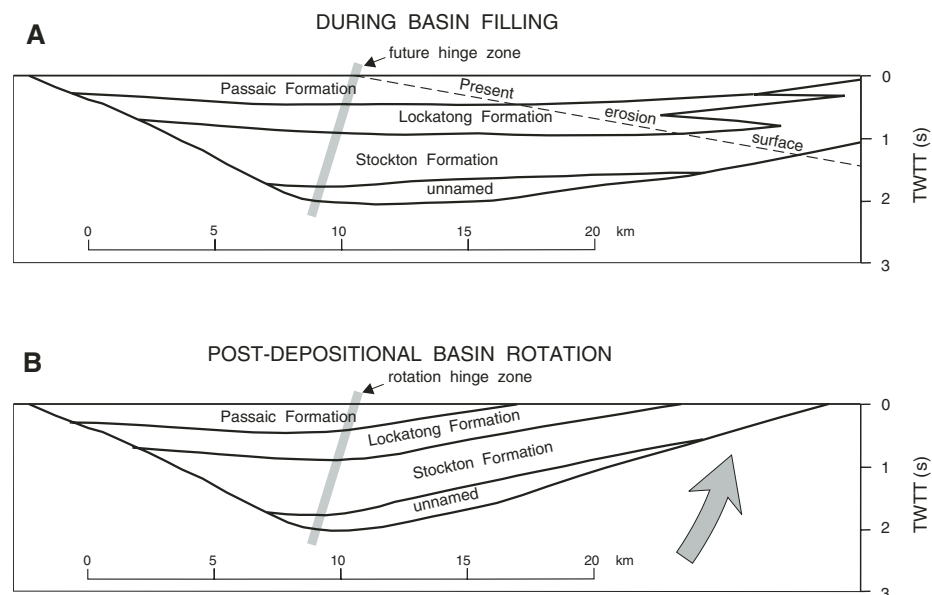 A
DURING BASIN FILLING
future hinge zone
0
Passaic Formation
Present
Lockatong Formation
erosion
surface
1
Stockton Formation
unnamed
2
0 5 10 15 20 km
3
TWTT (s)
B
POST-DEPOSITIONAL BASIN ROTATION
rotation hinge zone
0
Passaic Formation
Lockatong Formation
Stockton Formation
1
unnamed
2
0 5 10 15 20 km
3
TWTT (s)